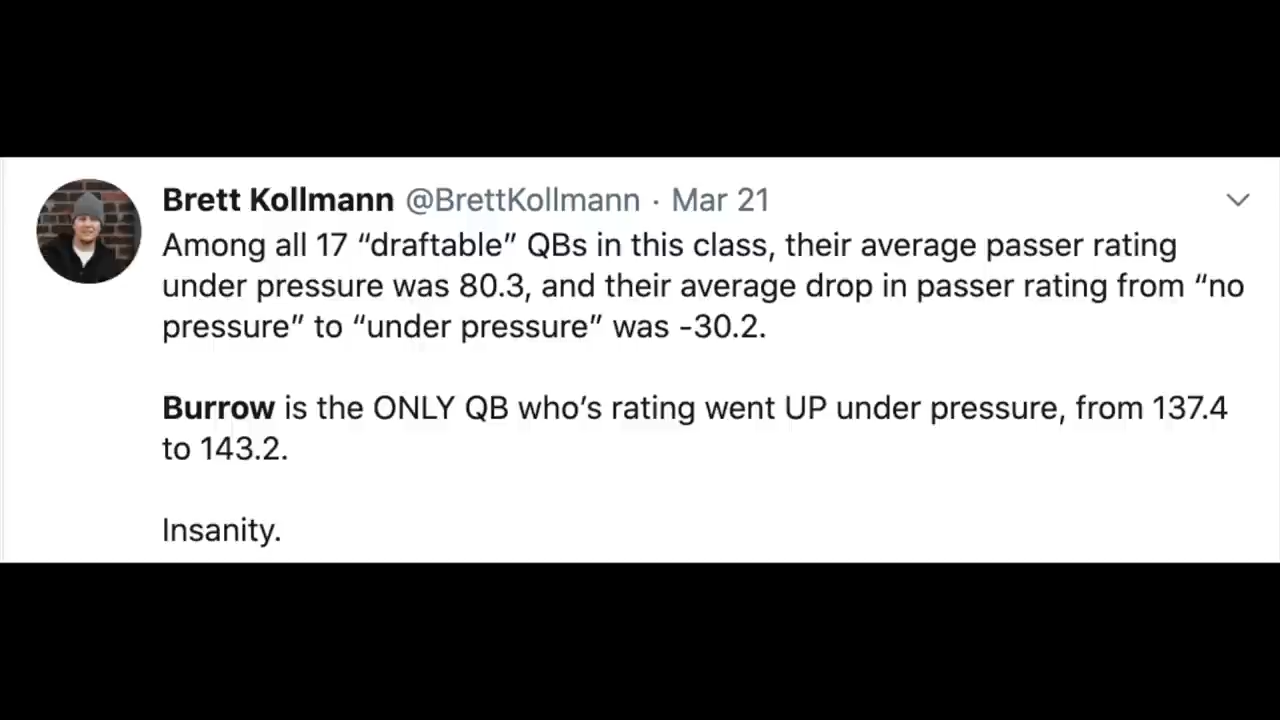 Brett Kollmann @BrettKollmann · Mar 21
Among all 17 “draftable” QBs in this class, their average passer rating
under pressure was 80.3, and their average drop in passer rating from “no
pressure” to “under pressure” was -30.2.
Burrow is the ONLY QB who’s rating went UP under pressure, from 137.4
to 143.2.
Insanity.